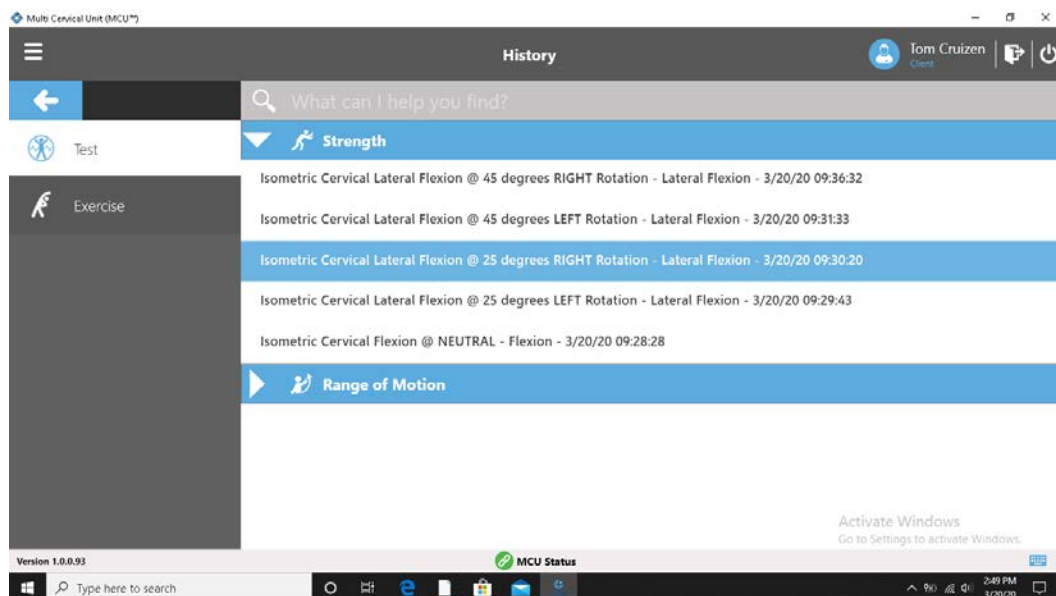 Multi Cervical Unit (MCU™)
History
Tom Cruizen
Client
What can I help you find?
Test
Exercise
Strength
Isometric Cervical Lateral Flexion @ 45 degrees RIGHT Rotation - Lateral Flexion - 3/20/20 09:36:32
Isometric Cervical Lateral Flexion @ 45 degrees LEFT Rotation - Lateral Flexion - 3/20/20 09:31:33
Isometric Cervical Lateral Flexion @ 25 degrees RIGHT Rotation - Lateral Flexion - 3/20/20 09:30:20
Isometric Cervical Lateral Flexion @ 25 degrees LEFT Rotation - Lateral Flexion - 3/20/20 09:29:43
Isometric Cervical Flexion @ NEUTRAL - Flexion - 3/20/20 09:28:28
Range of Motion
Activate Windows
Go to Settings to activate Windows.
Version 1.0.0.93
MCU Status
Type here to search
2:49 PM
3/20/20